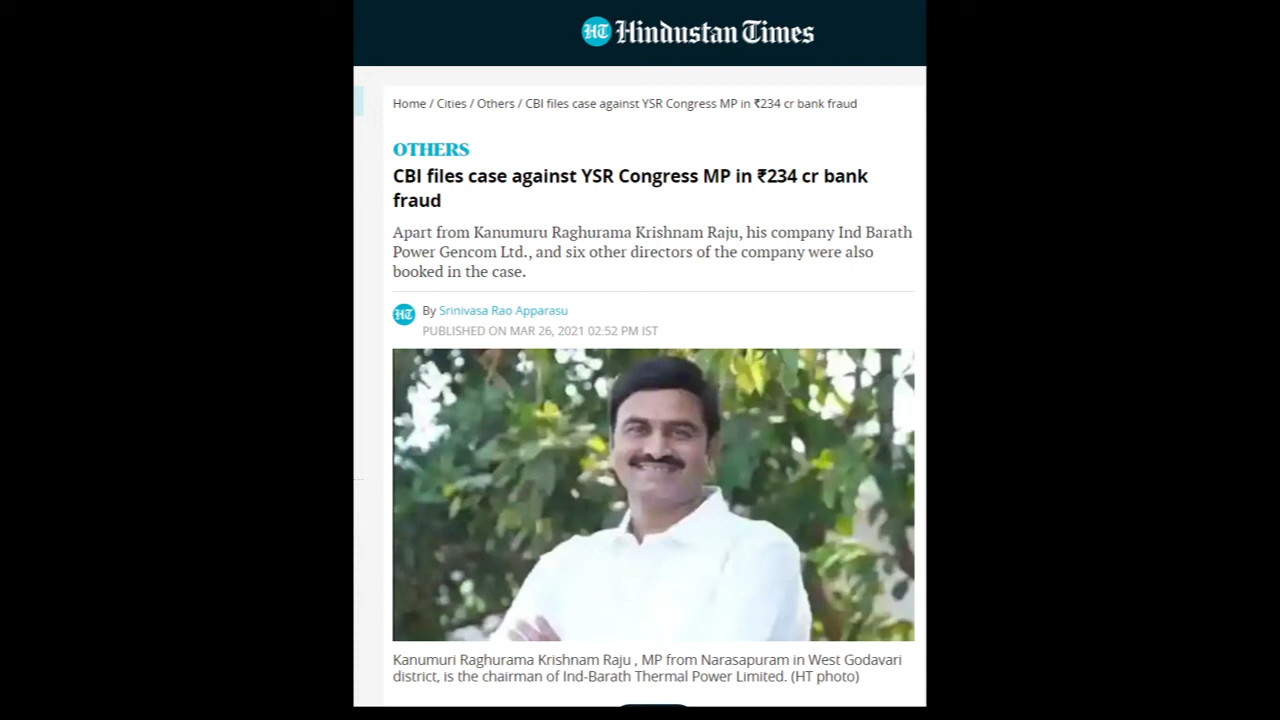 HT Hindustan Times
Home / Cities / Others / CBI files case against YSR Congress MP in ₹234 cr bank fraud
OTHERS
CBI files case against YSR Congress MP in ₹234 cr bank
fraud
Apart from Kanumuru Raghurama Krishnam Raju, his company Ind Barath
Power Gencom Ltd., and six other directors of the company were also
booked in the case.
HT By Srinivasa Rao Apparasu
PUBLISHED ON MAR 26, 2021 02:52 PM IST
Kanumuri Raghurama Krishnam Raju , MP from Narasapuram in West Godavari
district, is the chairman of Ind-Barath Thermal Power Limited. (HT photo)